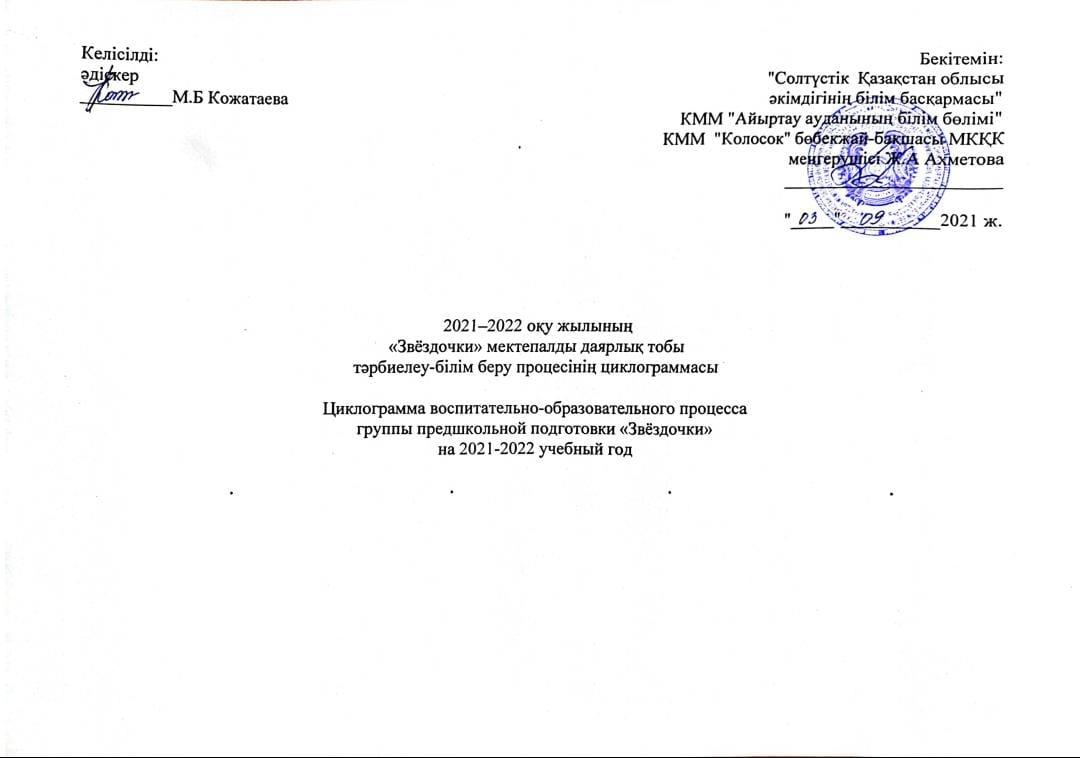 Келісілді:
әдіскер
__________М.Б Кожатаева
Бекітемін:
"Солтүстік Қазақстан облысы
әкімдігінің білім басқармасы"
КММ "Айыртау ауданының білім бөлімі"
КММ "Колосок" бөбекжай-бақшасы МКҚК
меңгерушісі Ж.А Ахметова
"03" 09 2021 ж.
2021–2022 оқу жылының
«Звёздочки» мектепалды даярлық тобы
тәрбиелеу-білім беру процесінің циклограммасы
Циклограмма воспитательно-образовательного процесса
группы предшкольной подготовки «Звёздочки»
на 2021-2022 учебный год